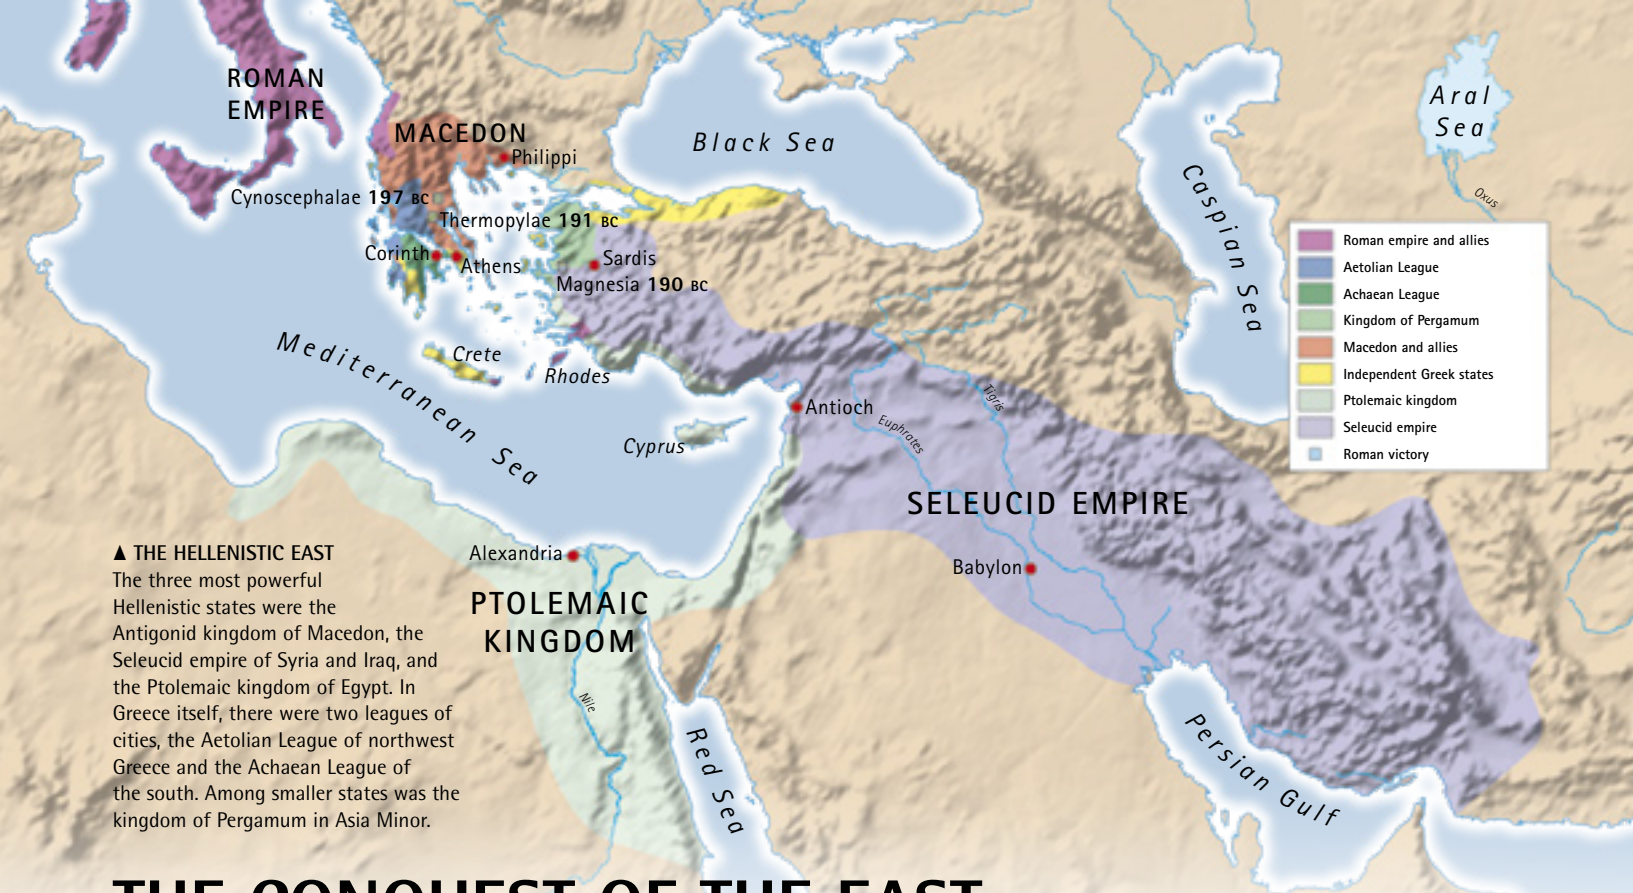 ROMAN
EMPIRE
MACEDON
Philippi
Black Sea
Caspian Sea
Aral
Sea
Oxus
Cynoscephalae 197 BC
Thermopylae 191 BC
Corinth
Athens
Sardis
Magnesia 190 BC
Mediterranean Sea
Crete
Rhodes
Cyprus
Antioch
Euphrates
Tigris
SELEUCID EMPIRE
Babylon
Alexandria
PTOLEMAIC
KINGDOM
Nile
Red Sea
Persian Gulf
Roman empire and allies
Aetolian League
Achaean League
Kingdom of Pergamum
Macedon and allies
Independent Greek states
Ptolemaic kingdom
Seleucid empire
Roman victory
▲ THE HELLENISTIC EAST
The three most powerful
Hellenistic states were the
Antigonid kingdom of Macedon, the
Seleucid empire of Syria and Iraq, and
the Ptolemaic kingdom of Egypt. In
Greece itself, there were two leagues of
cities, the Aetolian League of northwest
Greece and the Achaean League of
the south. Among smaller states was the
kingdom of Pergamum in Asia Minor.
THE CONQUEST OF THE EAST